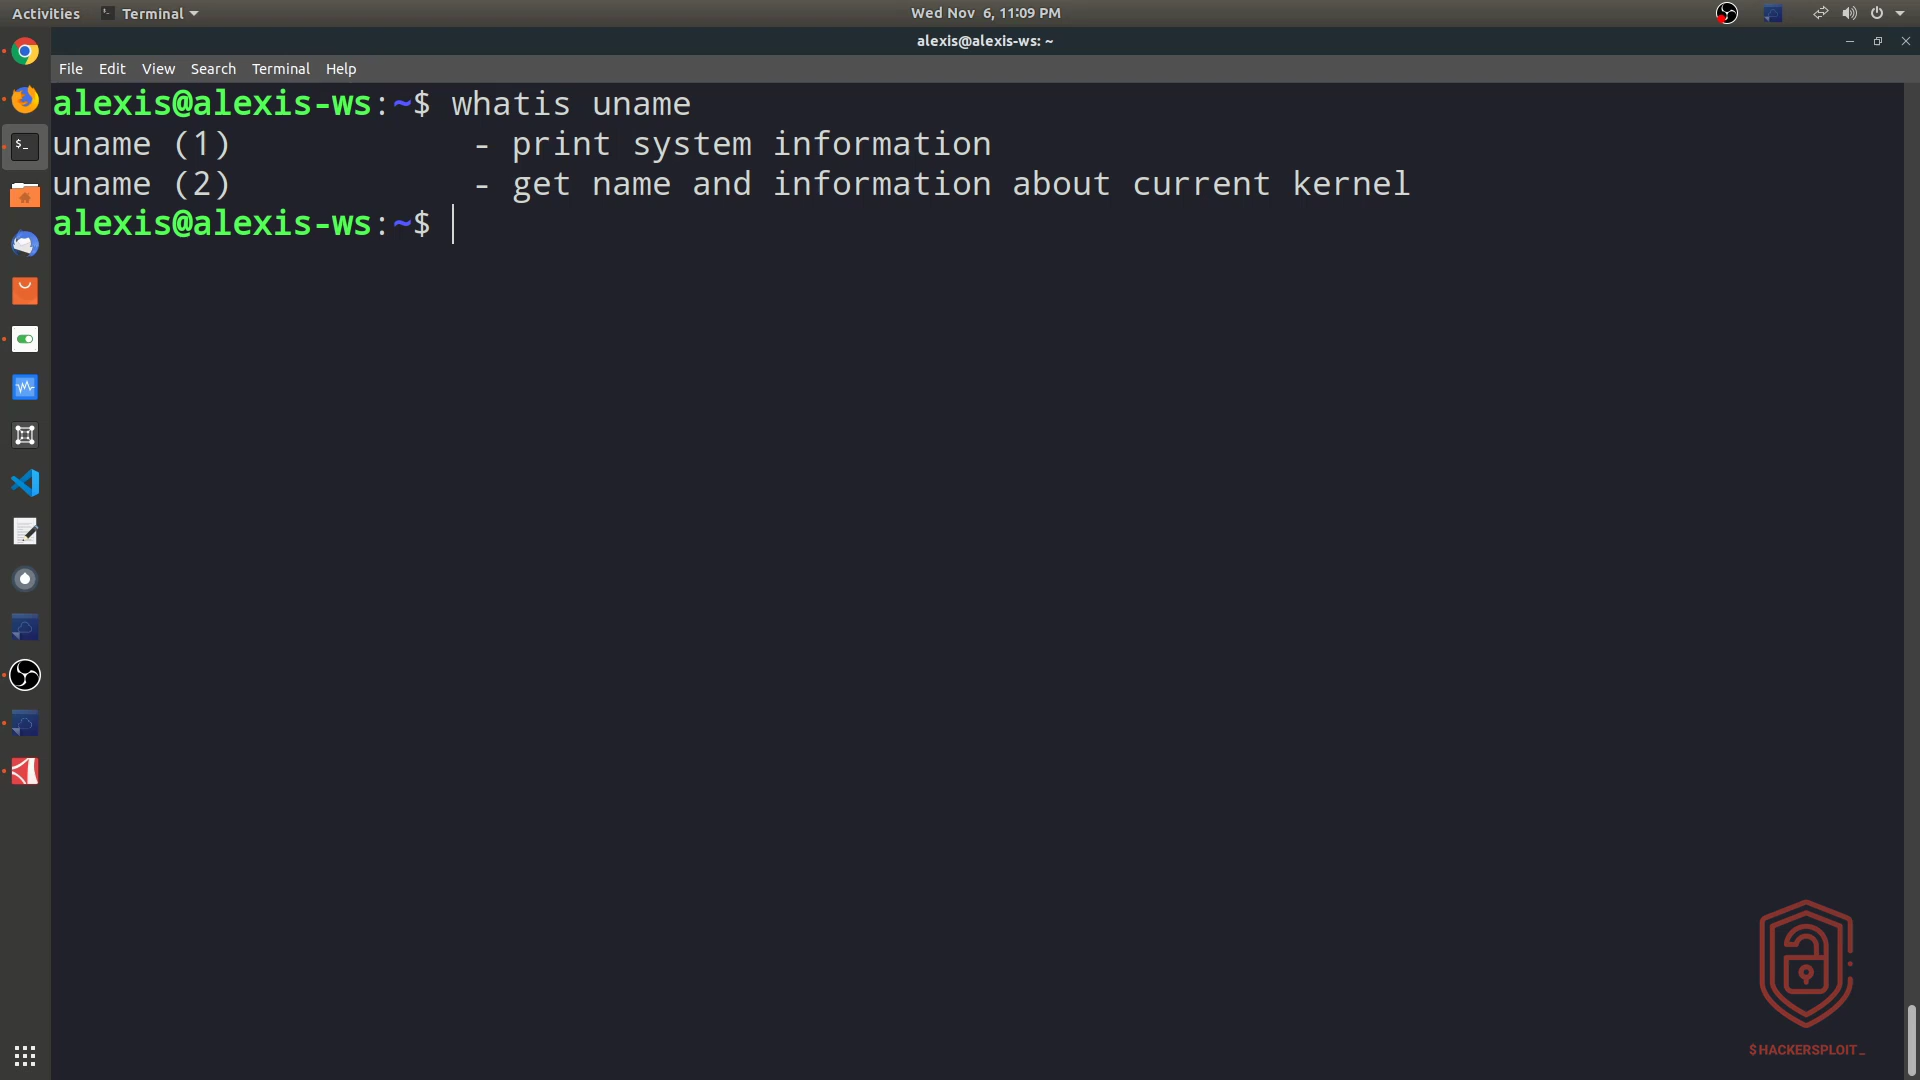 Activities Terminal Wed Nov 6, 11:09 PM
alexis@alexis-ws: ~
File Edit View Search Terminal Help
alexis@alexis-ws:~$ whatis uname
uname (1)            - print system information
uname (2)            - get name and information about current kernel
alexis@alexis-ws:~$
$HACKERSPLOIT_